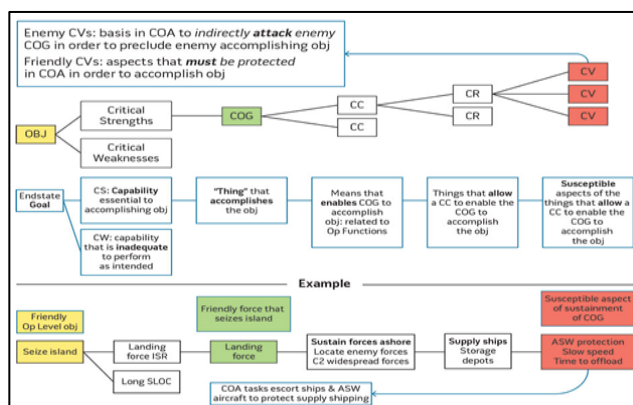 Enemy CVs: basis in COA to indirectly attack enemy
COG in order to preclude enemy accomplishing obj
Friendly CVs: aspects that must be protected
in COA in order to accomplish obj
OBJ
Critical
Strengths
Critical
Weaknesses
COG
CC
CC
CR
CR
CV
CV
CV
Endstate
Goal
CS: Capability
essential to
accomplishing obj
CW: capability
that is inadequate
to perform
as intended
"Thing" that
accomplishes
the obj
Means that
enables COG to
accomplish
obj: related to
Op Functions
Things that allow
a CC to enable the
COG to
accomplish
the obj
Susceptible
aspects of the
things that allow a
CC to enable the
COG to
accomplish
the obj
Example
Friendly
Op Level obj
Friendly force that
seizes island
Susceptible aspect
of sustainment
of COG
Seize island
Landing
force ISR
Long SLOC
Landing
force
Sustain forces ashore
Locate enemy forces
C2 widespread forces
Supply ships
Storage
depots
ASW protection
Slow speed
Time to offload
COA tasks escort ships & ASW
aircraft to protect supply shipping